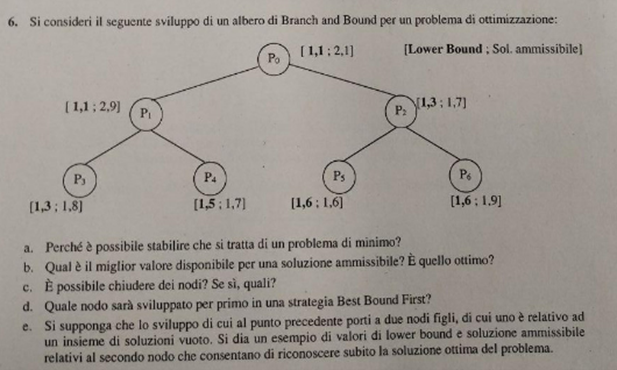 6. Si consideri il seguente sviluppo di un albero di Branch and Bound per un problema di ottimizzazione:
P0 [ 1,1 ; 2,1] [Lower Bound ; Sol. ammissibile]
[ 1,1 ; 2,9] P1 P2 [1,3 ; 1,7]
P3 P4 P5 P6
[1,3 ; 1,8] [1,5 ; 1,7] [1,6 ; 1,6] [1,6 ; 1,9]
a. Perché è possibile stabilire che si tratta di un problema di minimo?
b. Qual è il miglior valore disponibile per una soluzione ammissibile? È quello ottimo?
c. È possibile chiudere dei nodi? Se sì, quali?
d. Quale nodo sarà sviluppato per primo in una strategia Best Bound First?
e. Si supponga che lo sviluppo di cui al punto precedente porti a due nodi figli, di cui uno è relativo ad
un insieme di soluzioni vuoto. Si dia un esempio di valori di lower bound e soluzione ammissibile
relativi al secondo nodo che consentano di riconoscere subito la soluzione ottima del problema.